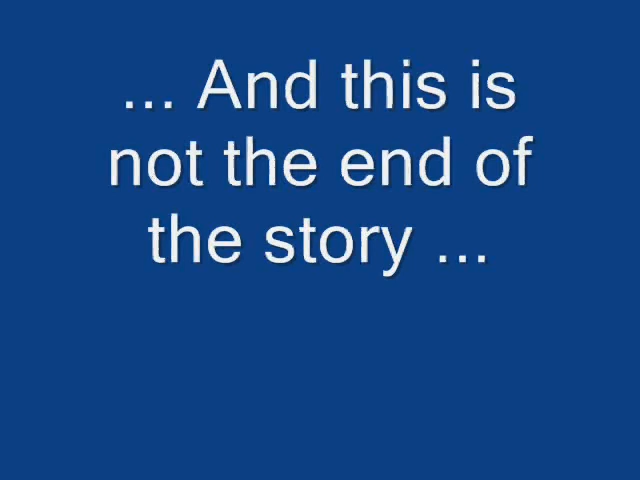 ... And this is
not the end of
the story ...